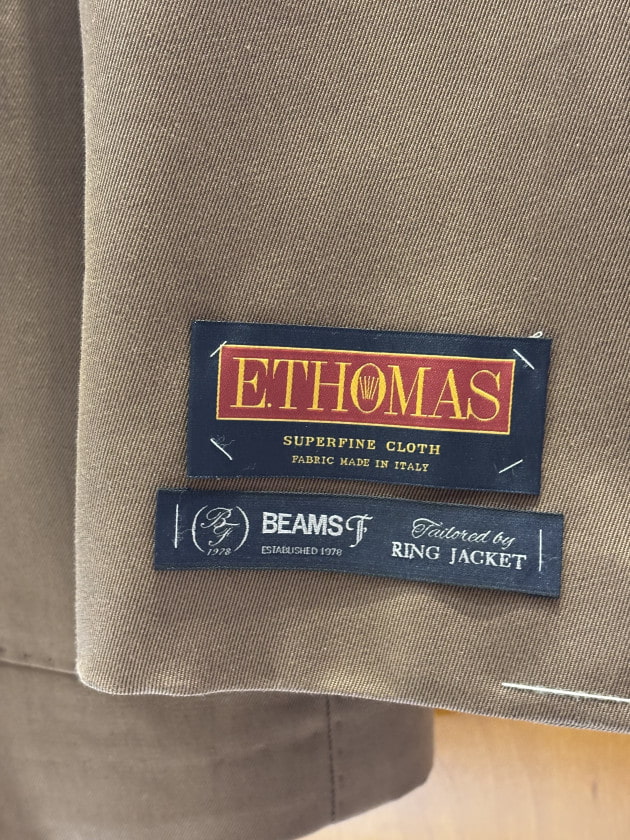 E.THOMAS
SUPERFINE CLOTH
FABRIC MADE IN ITALY
BF
1978
BEAMS F
ESTABLISHED 1978
Tailored by
RING JACKET